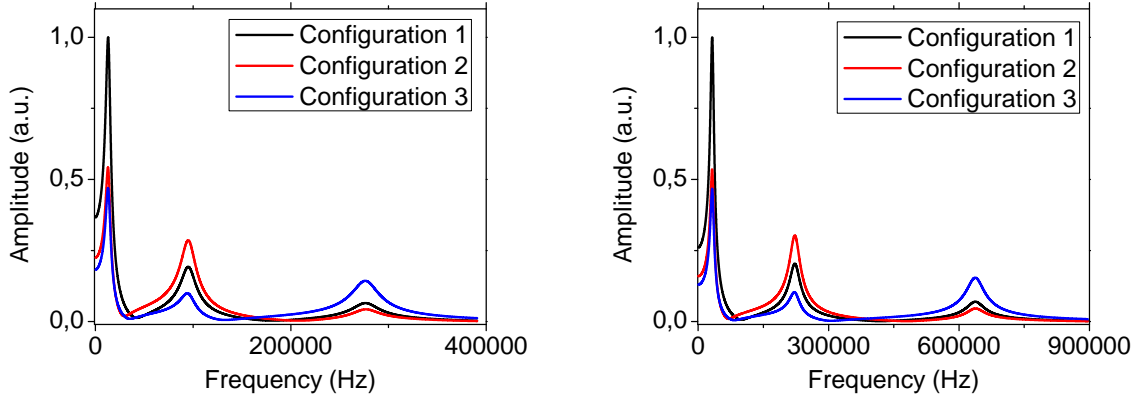 1,0
0,5
0,0
Amplitude (a.u.)
Configuration 1
Configuration 2
Configuration 3
0
200000
400000
Frequency (Hz)
1,0
0,5
0,0
Amplitude (a.u.)
Configuration 1
Configuration 2
Configuration 3
0
300000
600000
900000
Frequency (Hz)